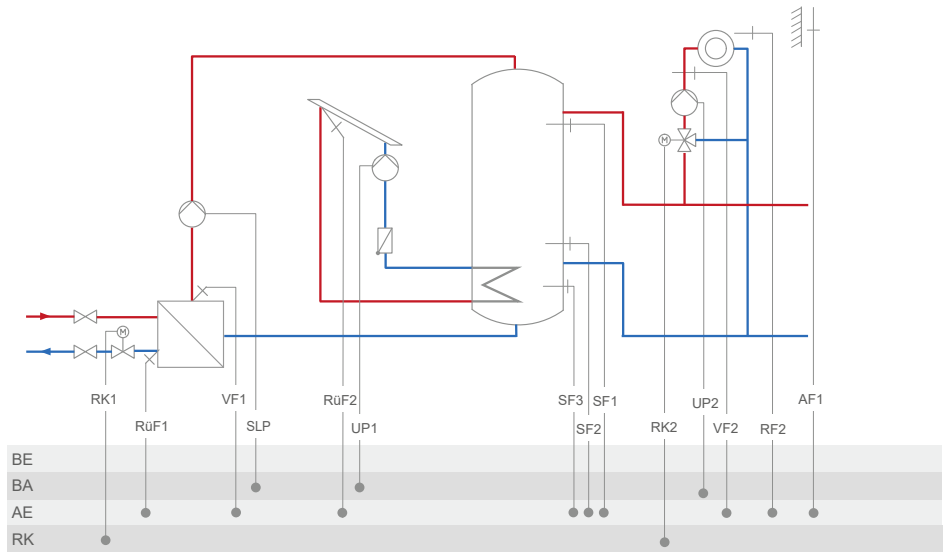 M
M
RK1
VF1
RüF2
SF3
SF1
UP2
AF1
RüF1
SLP
UP1
SF2
RK2
VF2
RF2
BE
BA
AE
RK